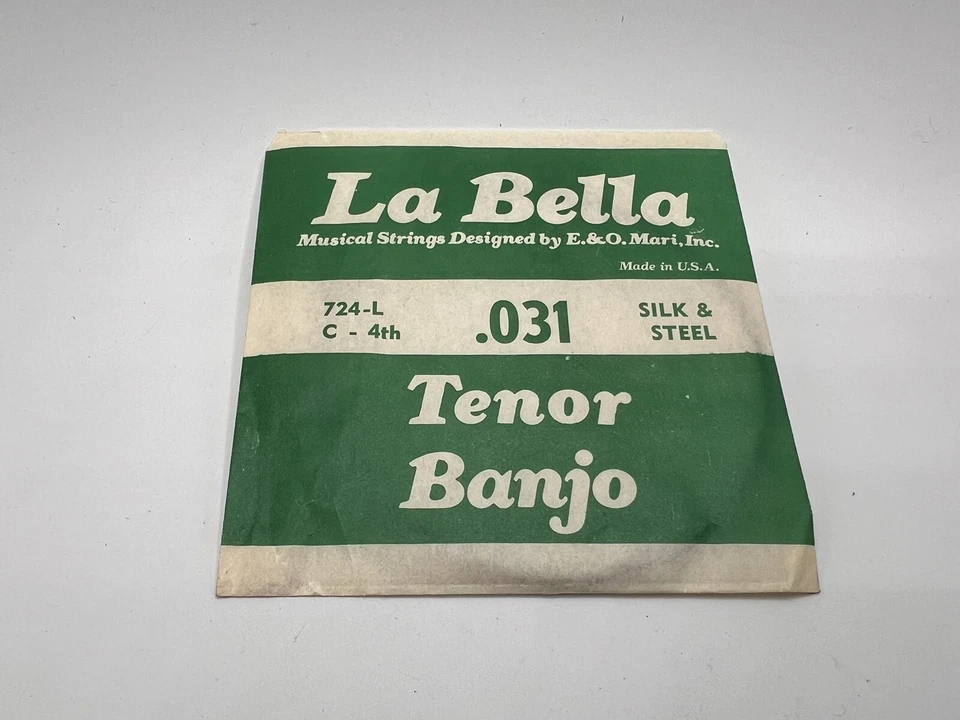 La Bella
Musical Strings Designed by E.&O. Mari, Inc.
Made in U.S.A.
724-L .031 SILK &
C - 4th STEEL
Tenor
Banjo